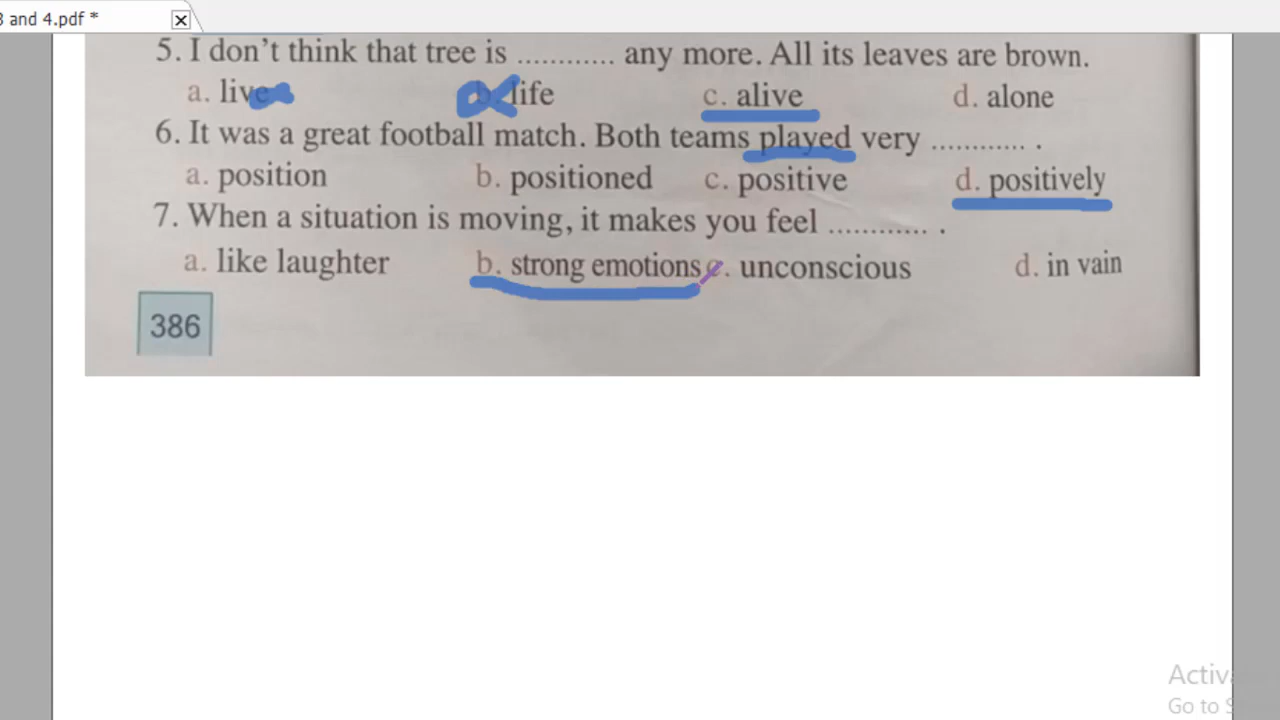 3 and 4.pdf *
5. I don't think that tree is ............ any more. All its leaves are brown.
a. live b. life c. alive d. alone
6. It was a great football match. Both teams played very ............ .
a. position b. positioned c. positive d. positively
7. When a situation is moving, it makes you feel ............ .
a. like laughter b. strong emotions c. unconscious d. in vain
386
Go to